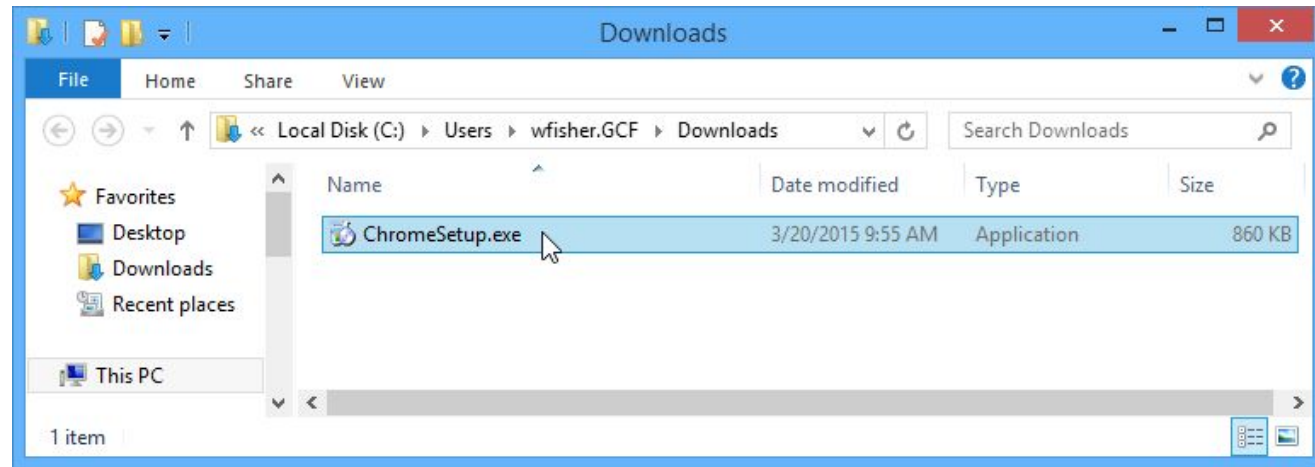 Downloads
File Home Share View
« Local Disk (C:) Users wfisher.GCF Downloads Search Downloads
Name Date modified Type Size
Favorites
ChromeSetup.exe 3/20/2015 9:55 AM Application 860 KB
Desktop
Downloads
Recent places
This PC
1 item